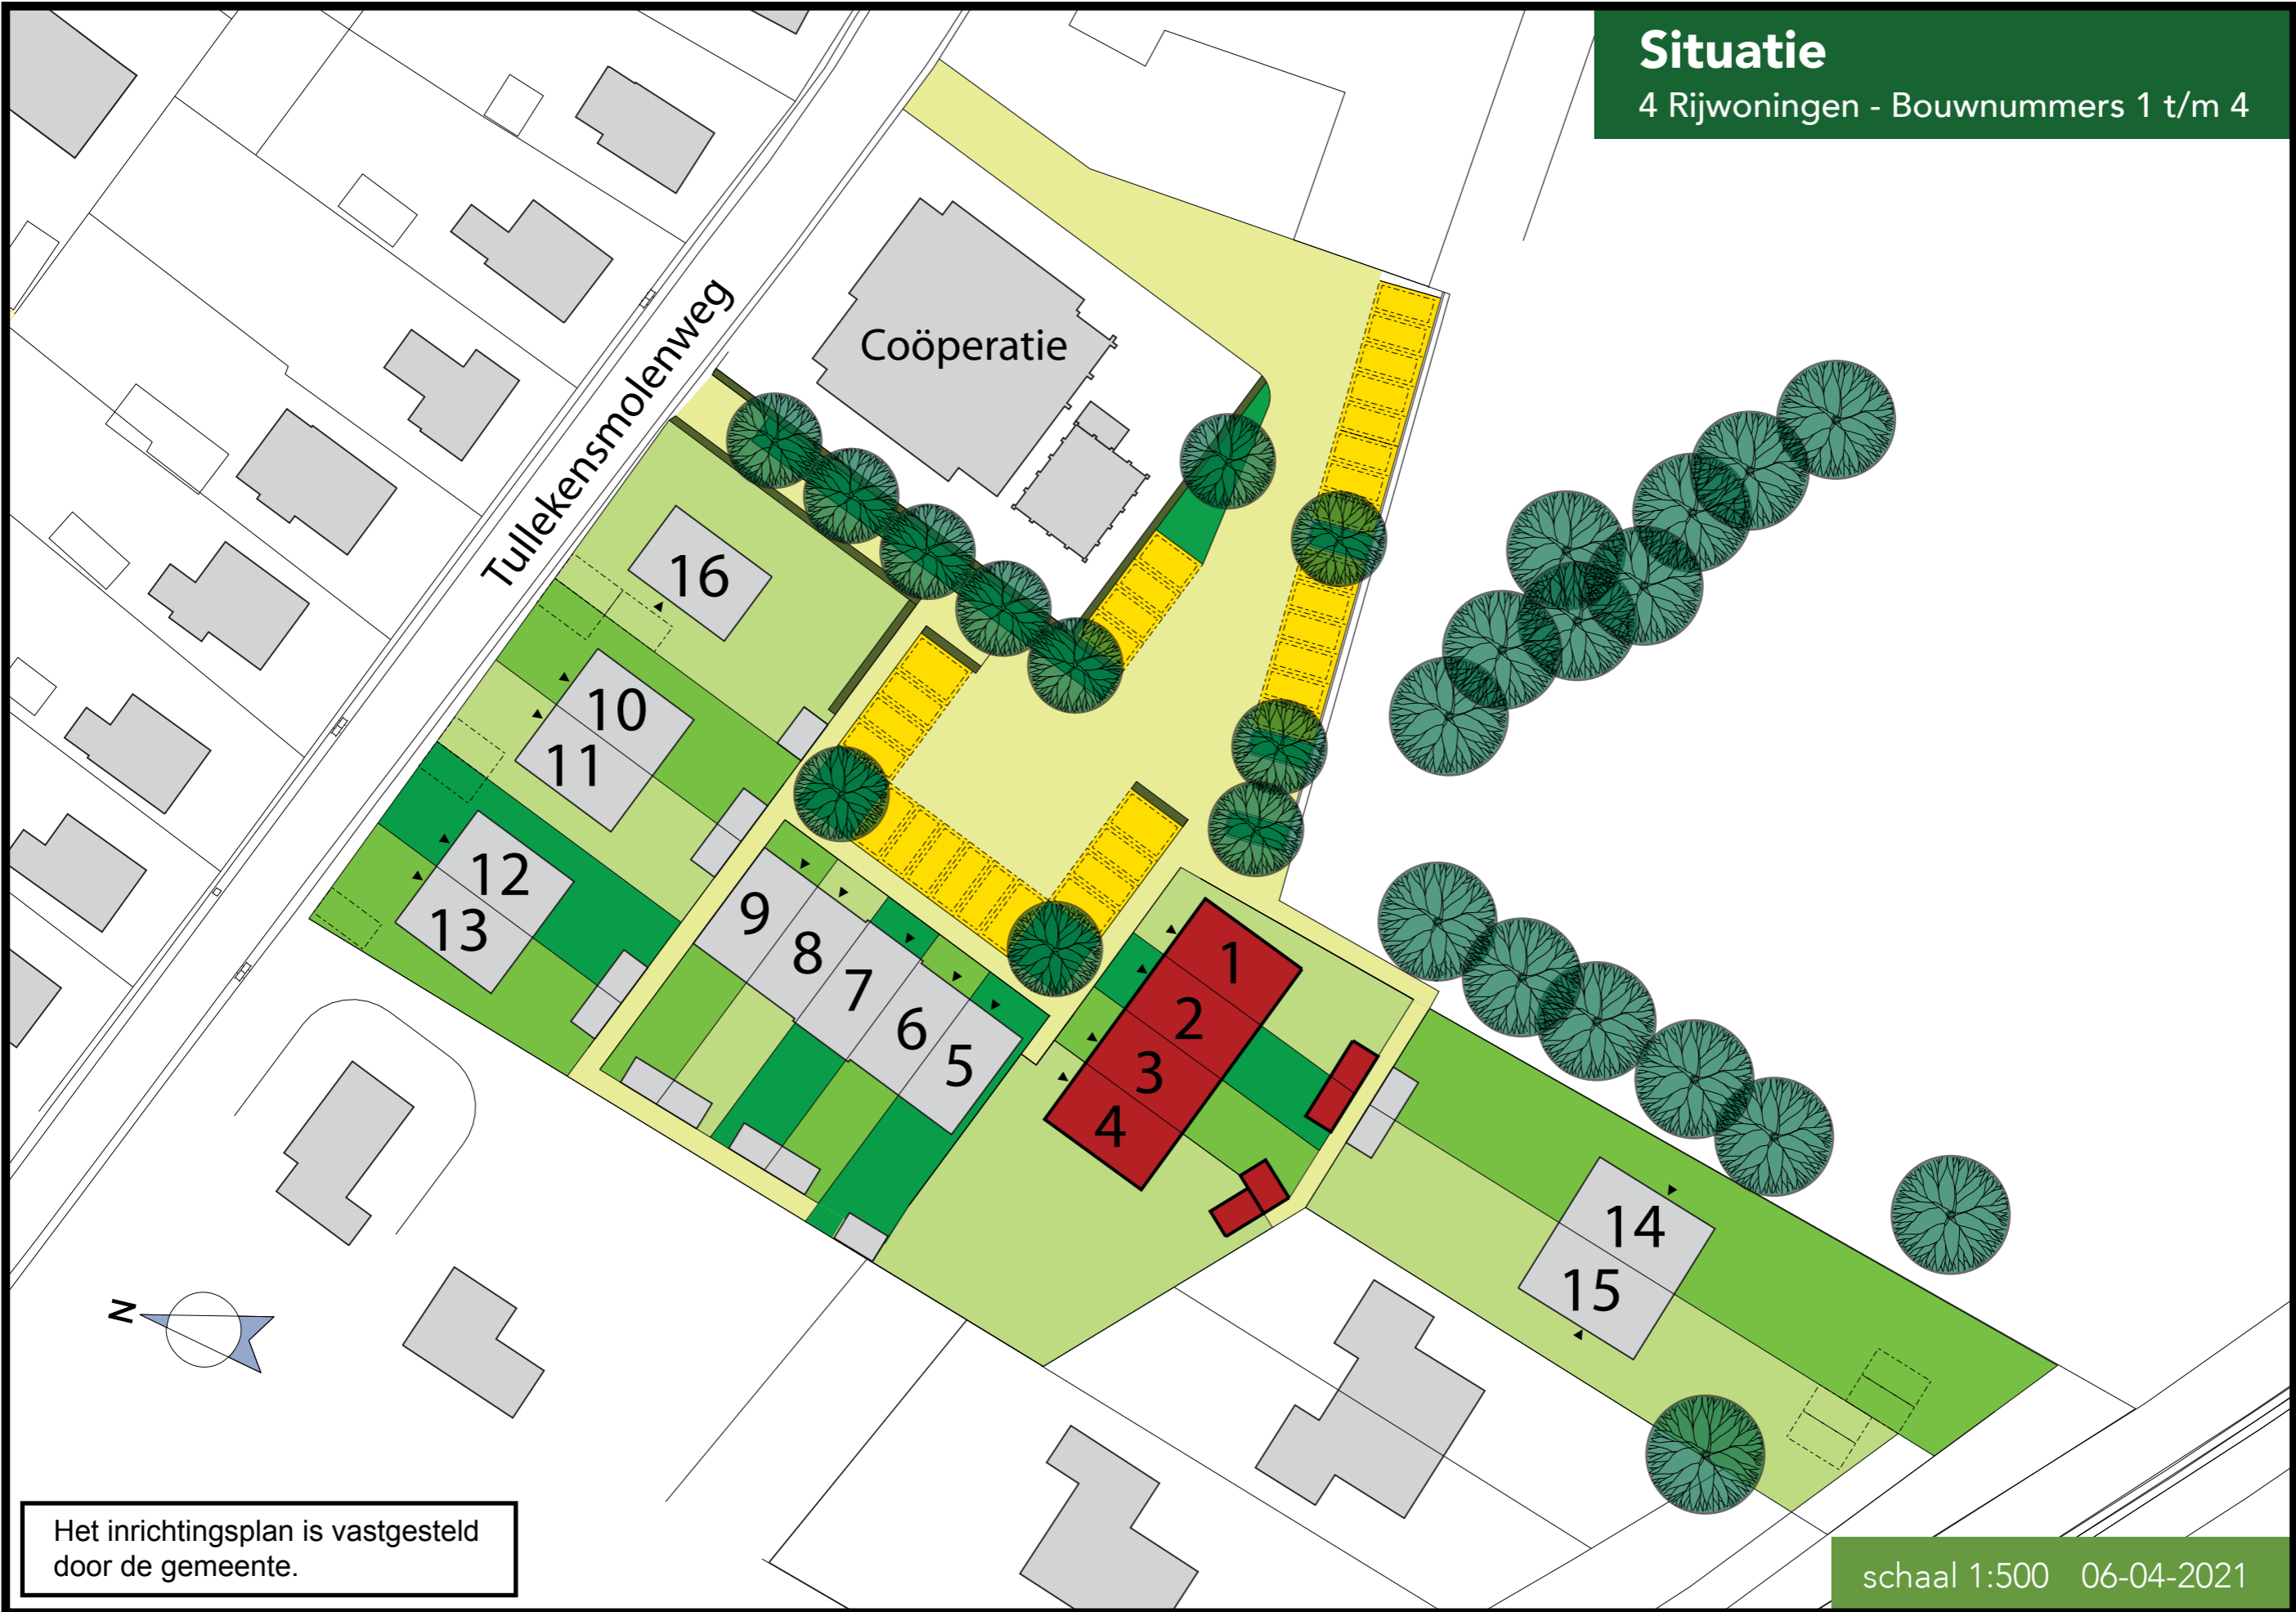 Situatie
4 Rijwoningen - Bouwnummers 1 t/m 4
Coöperatie
Tullekensmolenweg
16
10
11
12
13
9
8
7
6
5
1
2
3
4
14
15
N
Het inrichtingsplan is vastgesteld
door de gemeente.
schaal 1:500 06-04-2021